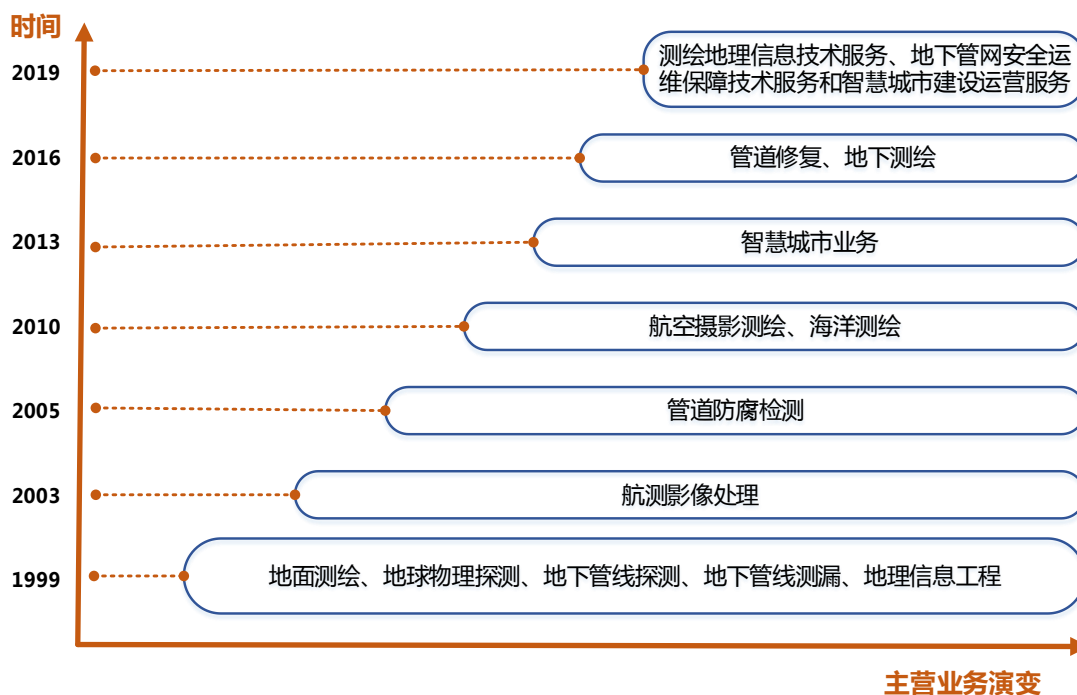 时间
2019
测绘地理信息技术服务、地下管网安全运
维保障技术服务和智慧城市建设运营服务
2016
管道修复、地下测绘
2013
智慧城市业务
2010
航空摄影测绘、海洋测绘
2005
管道防腐检测
2003
航测影像处理
1999
地面测绘、地球物理探测、地下管线探测、地下管线测漏、地理信息工程
主营业务演变